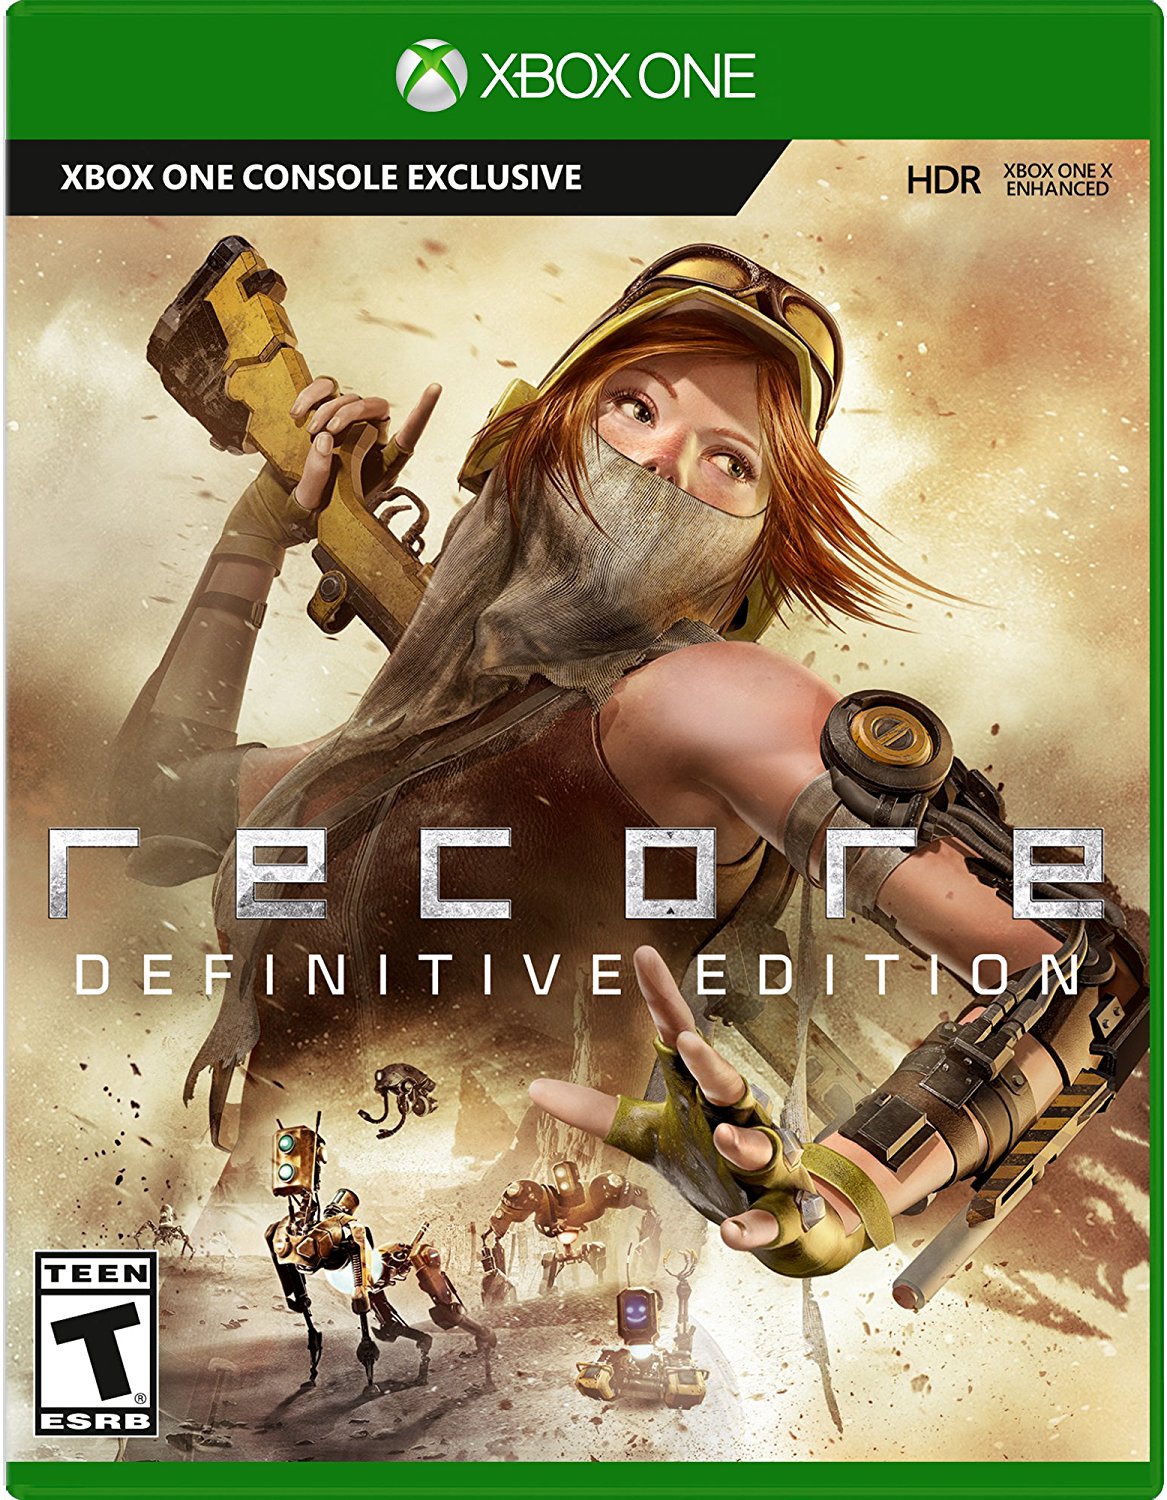 XBOX ONE
XBOX ONE CONSOLE EXCLUSIVE
HDR
XBOX ONE X
ENHANCED
recore
DEFINITIVE EDITION
TEEN
T®
ESRB